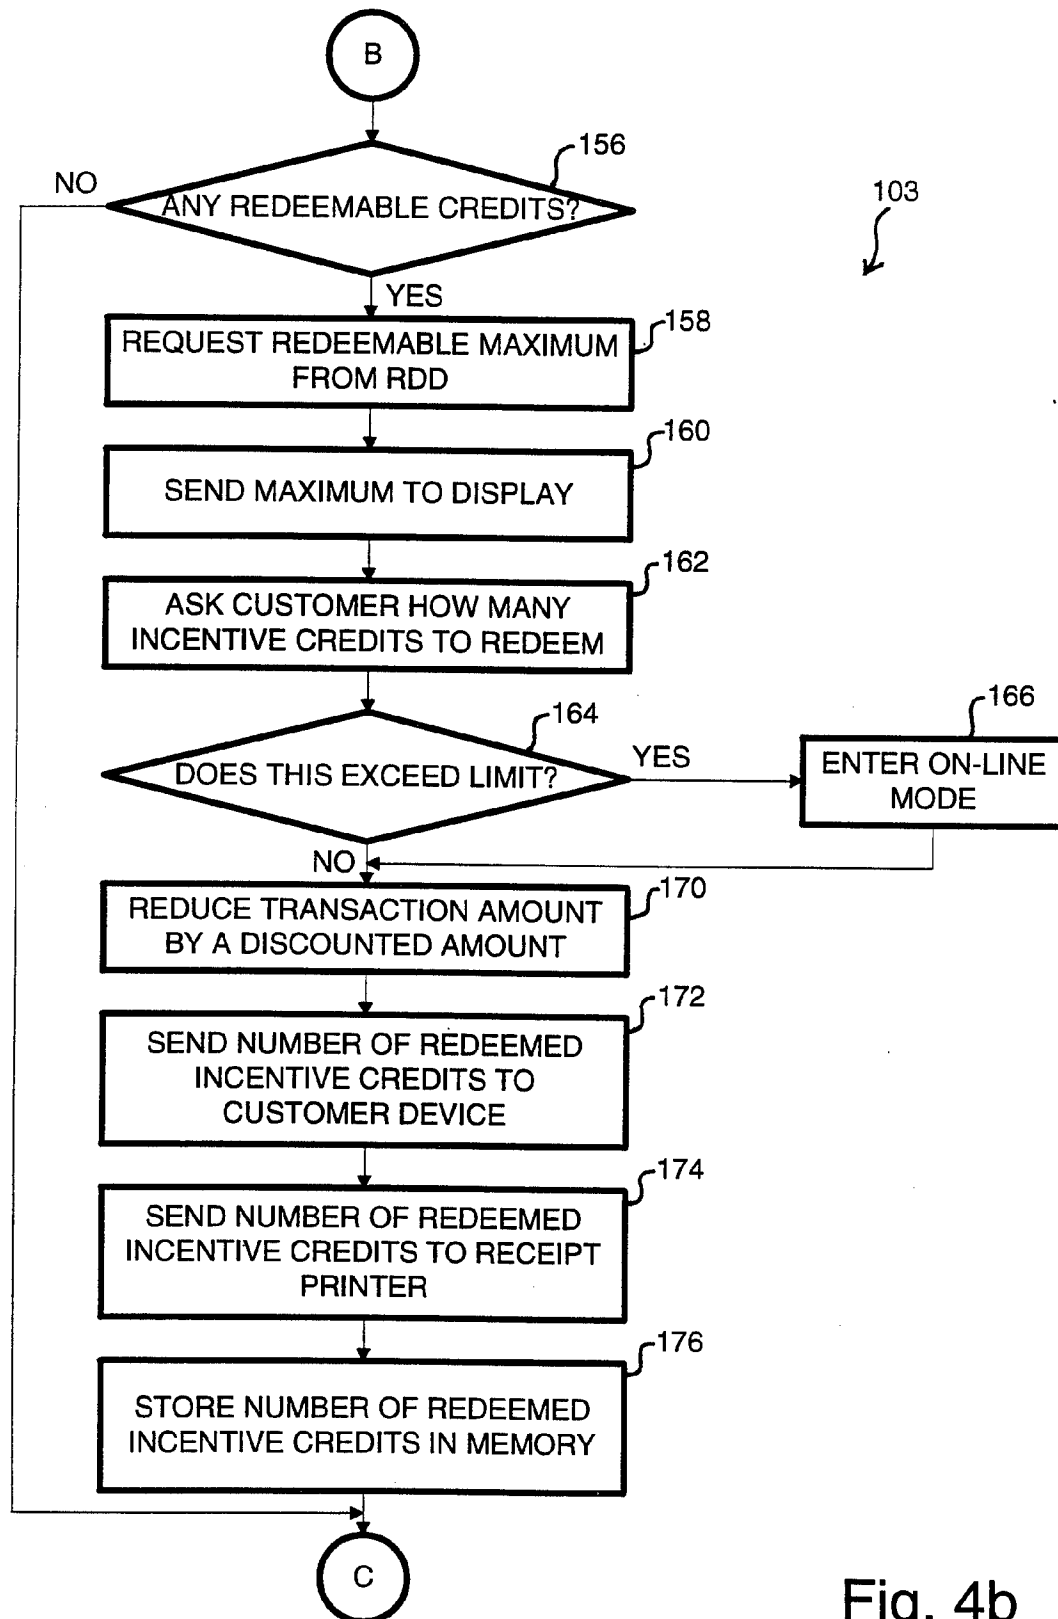 B
156
NO
ANY REDEEMABLE CREDITS?
103
YES
158
REQUEST REDEEMABLE MAXIMUM
FROM RDD
160
SEND MAXIMUM TO DISPLAY
162
ASK CUSTOMER HOW MANY
INCENTIVE CREDITS TO REDEEM
164
166
DOES THIS EXCEED LIMIT?
YES
ENTER ON-LINE
MODE
NO
170
REDUCE TRANSACTION AMOUNT
BY A DISCOUNTED AMOUNT
172
SEND NUMBER OF REDEEMED
INCENTIVE CREDITS TO
CUSTOMER DEVICE
174
SEND NUMBER OF REDEEMED
INCENTIVE CREDITS TO RECEIPT
PRINTER
176
STORE NUMBER OF REDEEMED
INCENTIVE CREDITS IN MEMORY
C
Fig. 4b